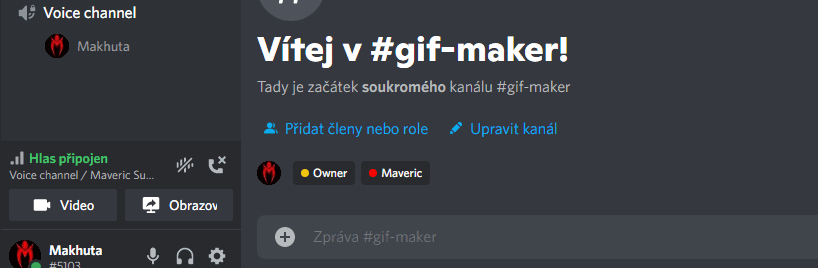 Voice channel
Makhuta
Hlas připojen
Voice channel / Maveric Su...
Video
Obrazov
Makhuta
#5103
Vítej v #gif-maker!
Tady je začátek soukromého kanálu #gif-maker
Přidat členy nebo role
Upravit kanál
Owner
Maveric
Zpráva #gif-maker